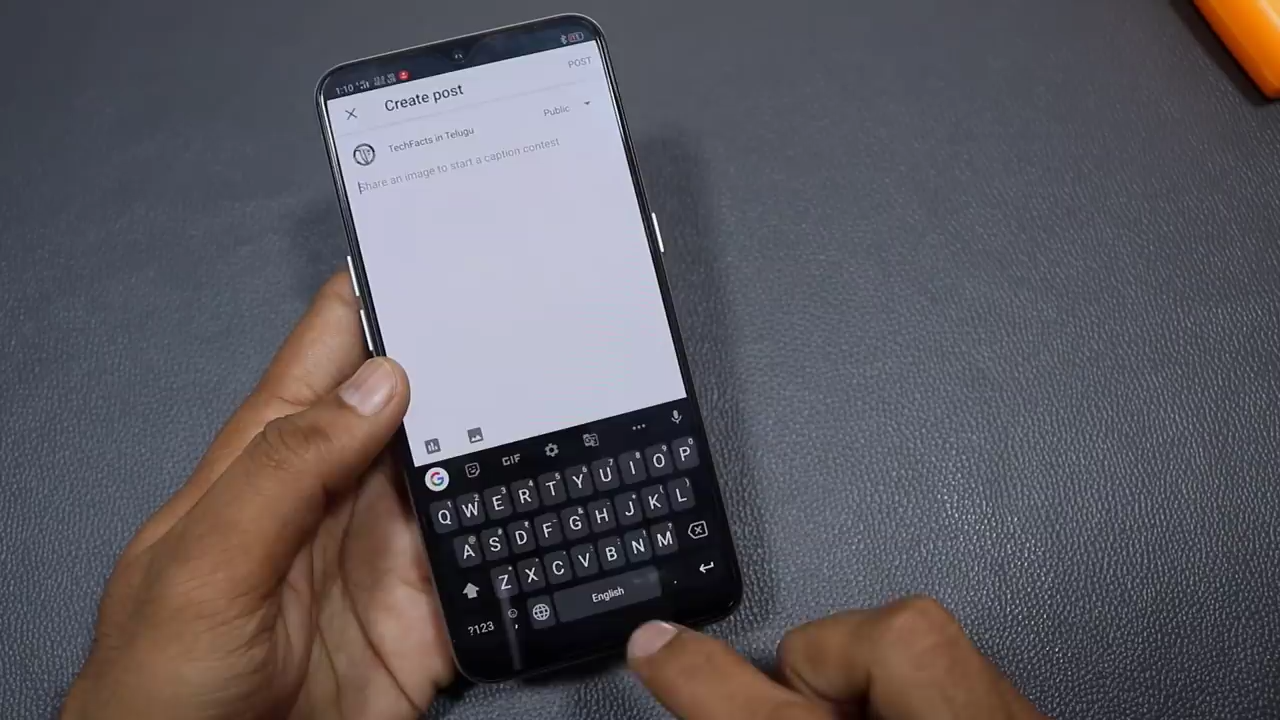 1:10
POST
Create post
Public
TechFacts in Telugu
Share an image to start a caption contest
G GIF
Q W E R T Y U I O P
A S D F G H J K L
Z X C V B N M
?123 , English .